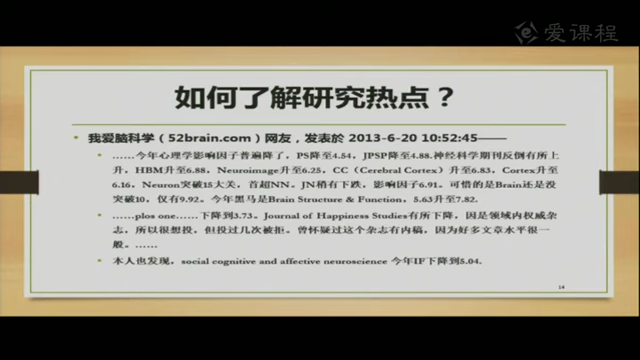 爱课程
如何了解研究热点？
• 我爱脑科学（52brain.com）网友，发表於 2013-6-20 10:52:45——
• ……今年心理学影响因子普遍降了，PS降至4.54，JPSP降至4.88.神经科学期刊反倒有所上
升，HBM升至6.88，Neuroimage升至6.25，CC（Cerebral Cortex）升至6.83，Cortex升至
6.16，Neuron突破15大关，首超NN。JN稍有下跌，影响因子6.91。可惜的是Brain还是没
突破10，仅有9.92。今年黑马是Brain Structure & Function，5.63升至7.82.
• ……plos one……下降到3.73。Journal of Happiness Studies有所下降，因是领域内权威杂
志，所以很想投，但投过几次被拒。曾怀疑过这个杂志有内稿，因为好多文章水平很一
般。……
• 本人也发现，social cognitive and affective neuroscience 今年IF下降到5.04.
14